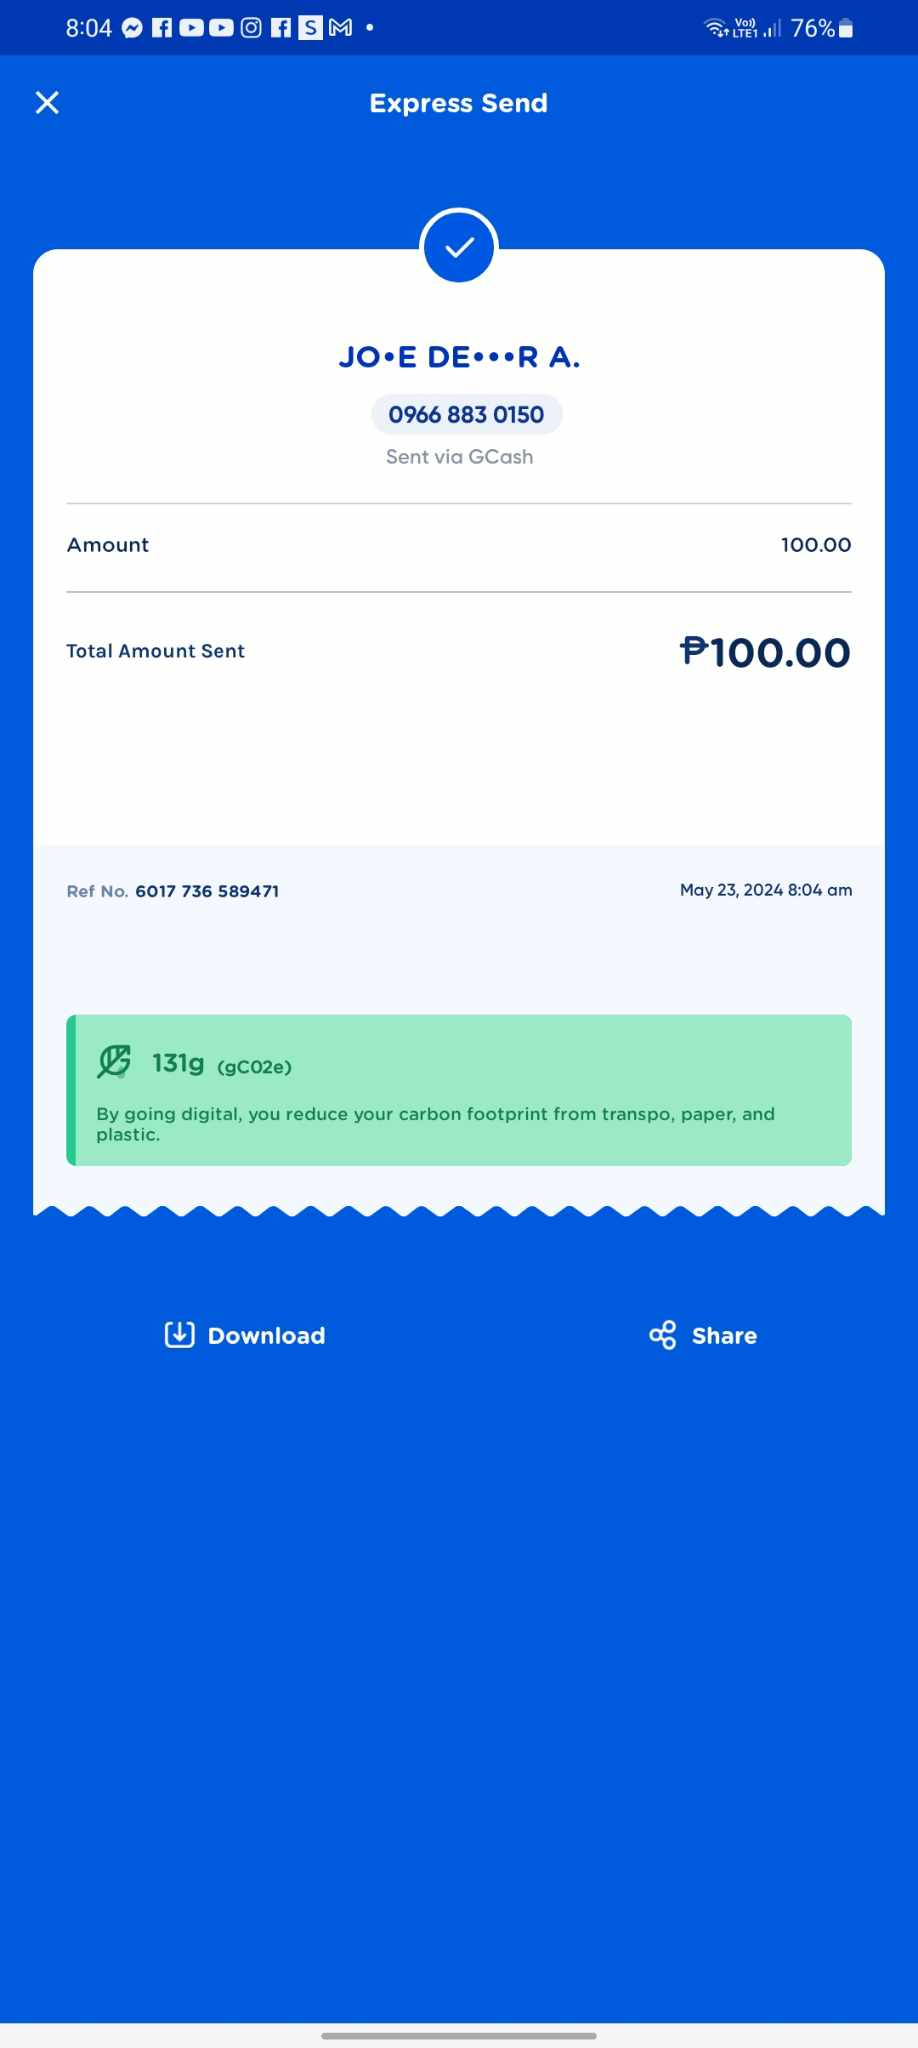 8:04
Vo))
LTE1
76%
Express Send
JO•E DE•••R A.
0966 883 0150
Sent via GCash
Amount 100.00
Total Amount Sent ₱100.00
Ref No. 6017 736 589471 May 23, 2024 8:04 am
131g (gC02e)
By going digital, you reduce your carbon footprint from transpo, paper, and
plastic.
Download Share